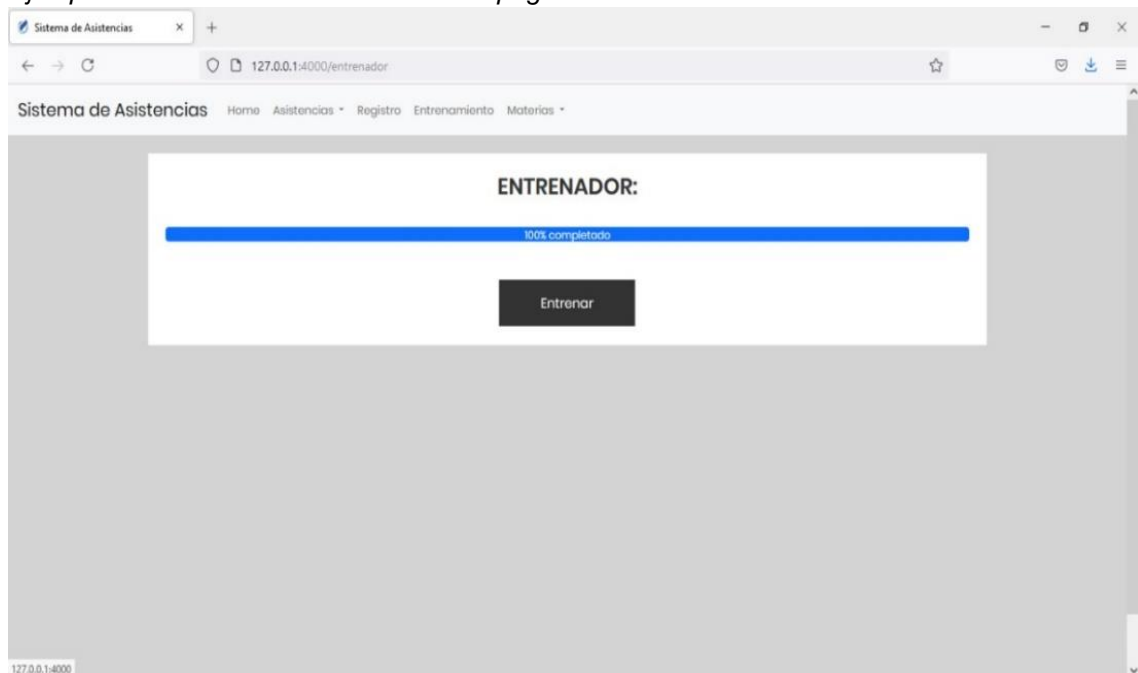 Sistema de Asistencias
127.0.0.1:4000/entrenador
Sistema de Asistencias Home Asistencias Registro Entrenamiento Materias
ENTRENADOR:
100% completado
Entrenar
127.0.0.1:4000